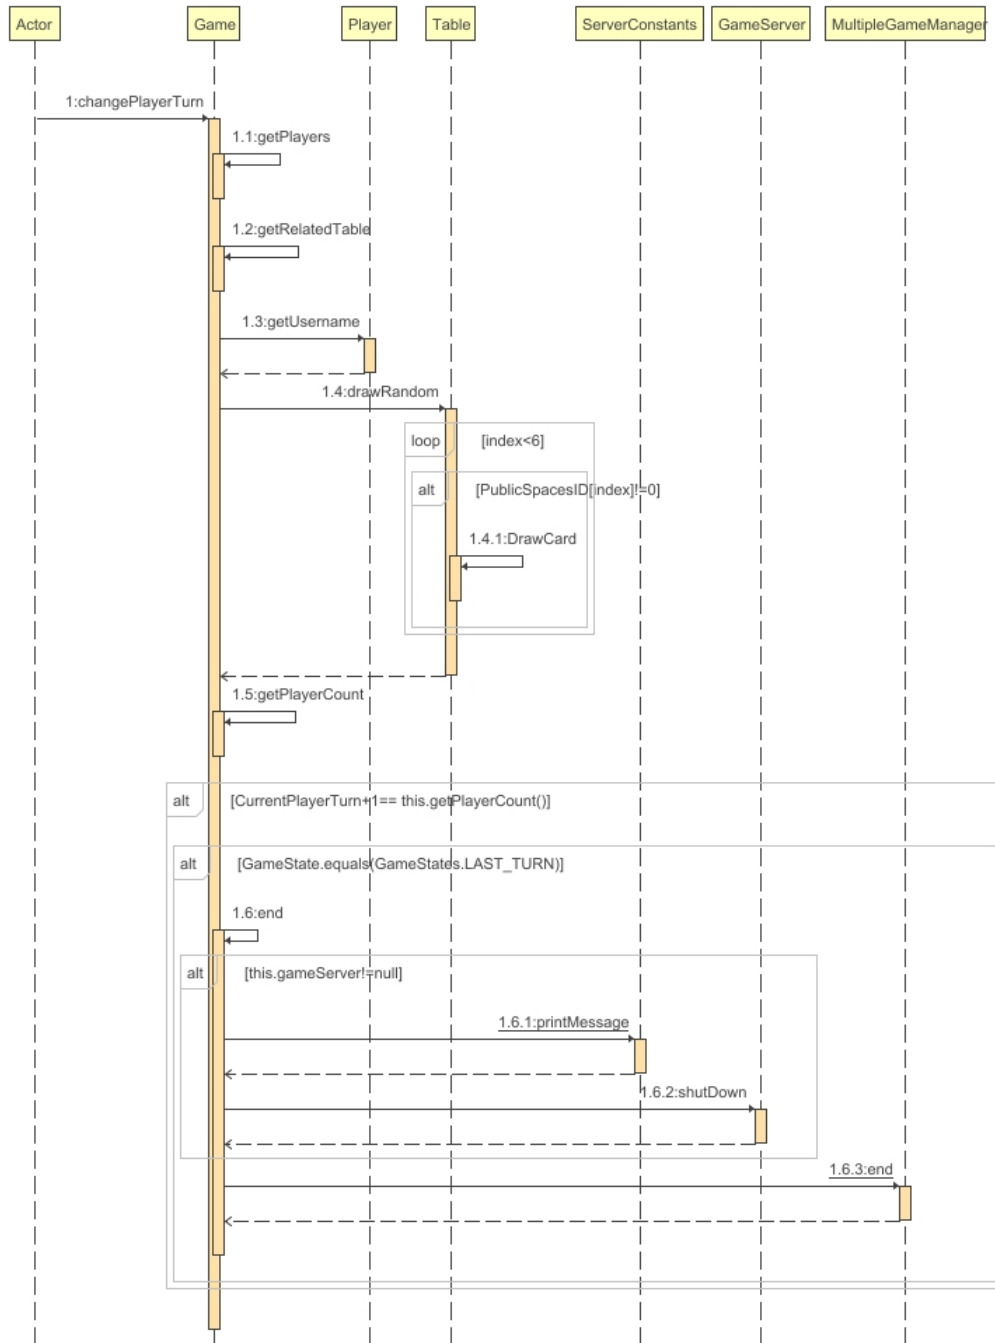 Actor Game Player Table ServerConstants GameServer MultipleGameManager
1:changePlayerTurn
1.1:getPlayers
1.2:getRelatedTable
1.3:getUsername
1.4:drawRandom
loop [index<6]
alt [PublicSpacesID[index]!=0]
1.4.1:DrawCard
1.5:getPlayerCount
alt [CurrentPlayerTurn+1== this.getPlayerCount()]
alt [GameState.equals(GameStates.LAST_TURN)]
1.6:end
alt [this.gameServer!=null]
1.6.1:printMessage
1.6.2:shutDown
1.6.3:end